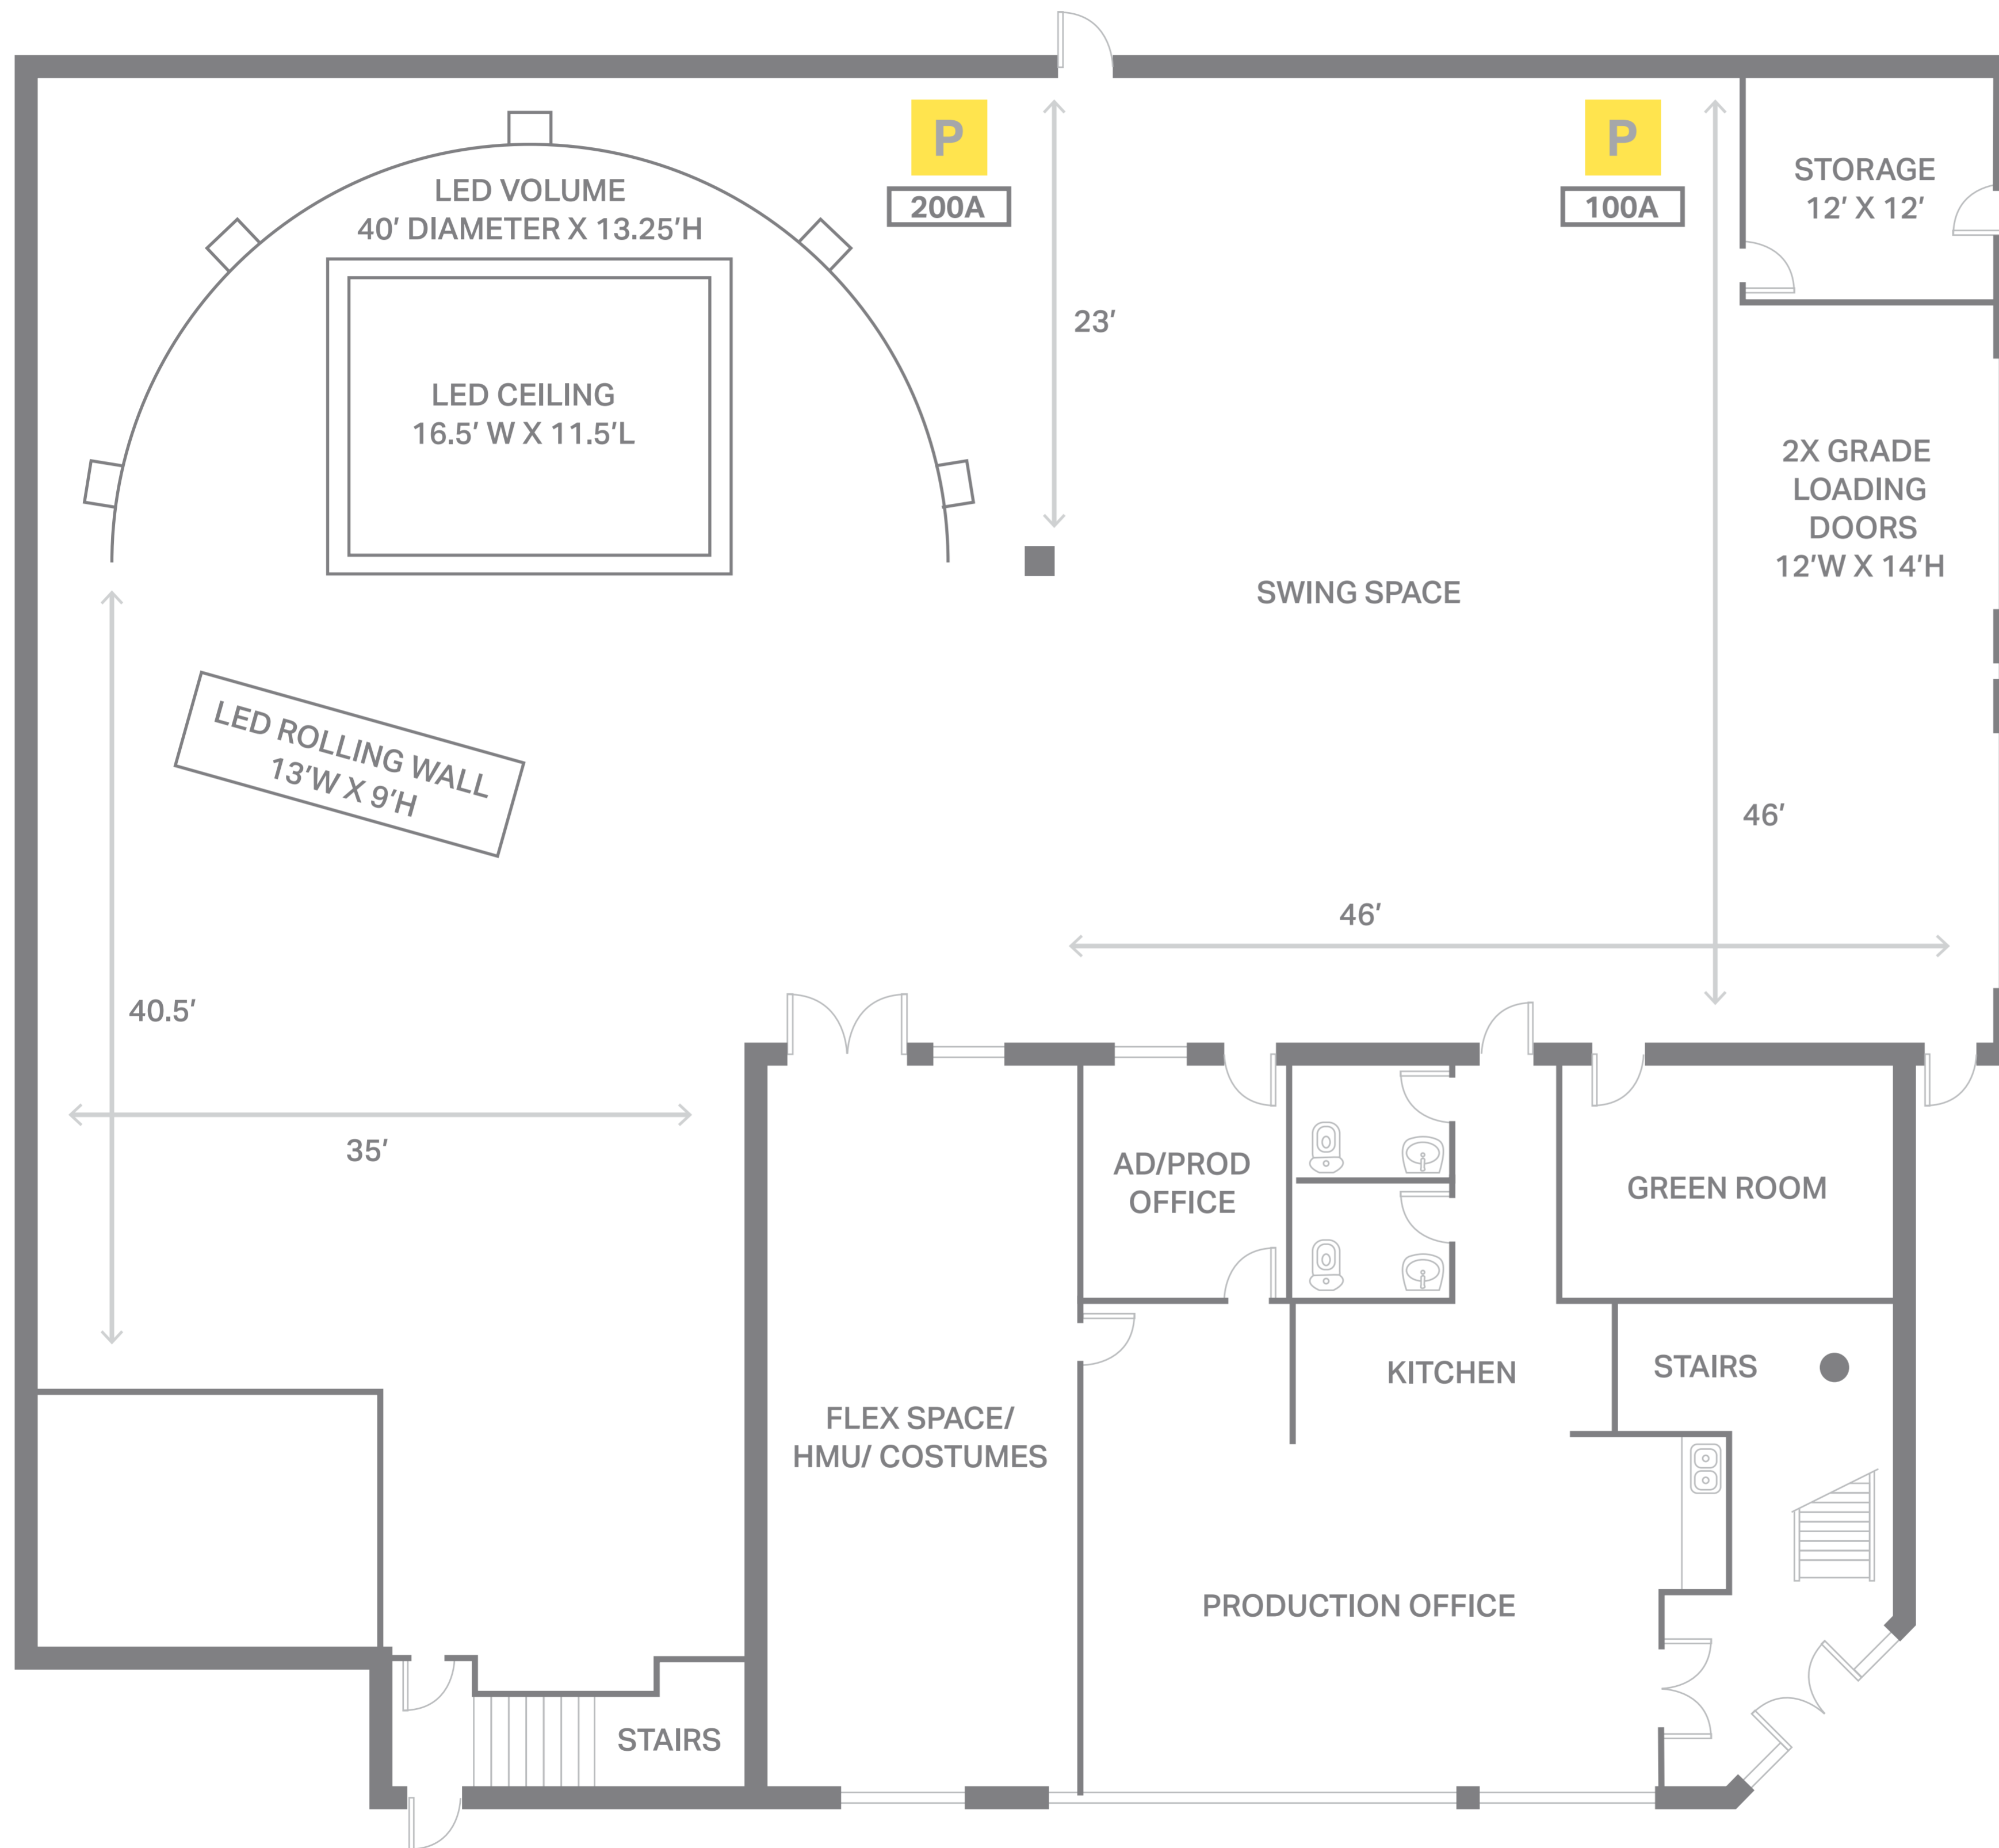 P
200A
P
100A
STORAGE
12’ X 12’
LED VOLUME
40’ DIAMETER X 13.25’H
23’
LED CEILING
16.5’ W X 11.5’L
2X GRADE
LOADING
DOORS
12’W X 14’H
SWING SPACE
LED ROLLING WALL
13’W X 9’H
46’
46’
40.5’
35’
AD/PROD
OFFICE
GREEN ROOM
KITCHEN
STAIRS
FLEX SPACE/
HMU/ COSTUMES
PRODUCTION OFFICE
STAIRS